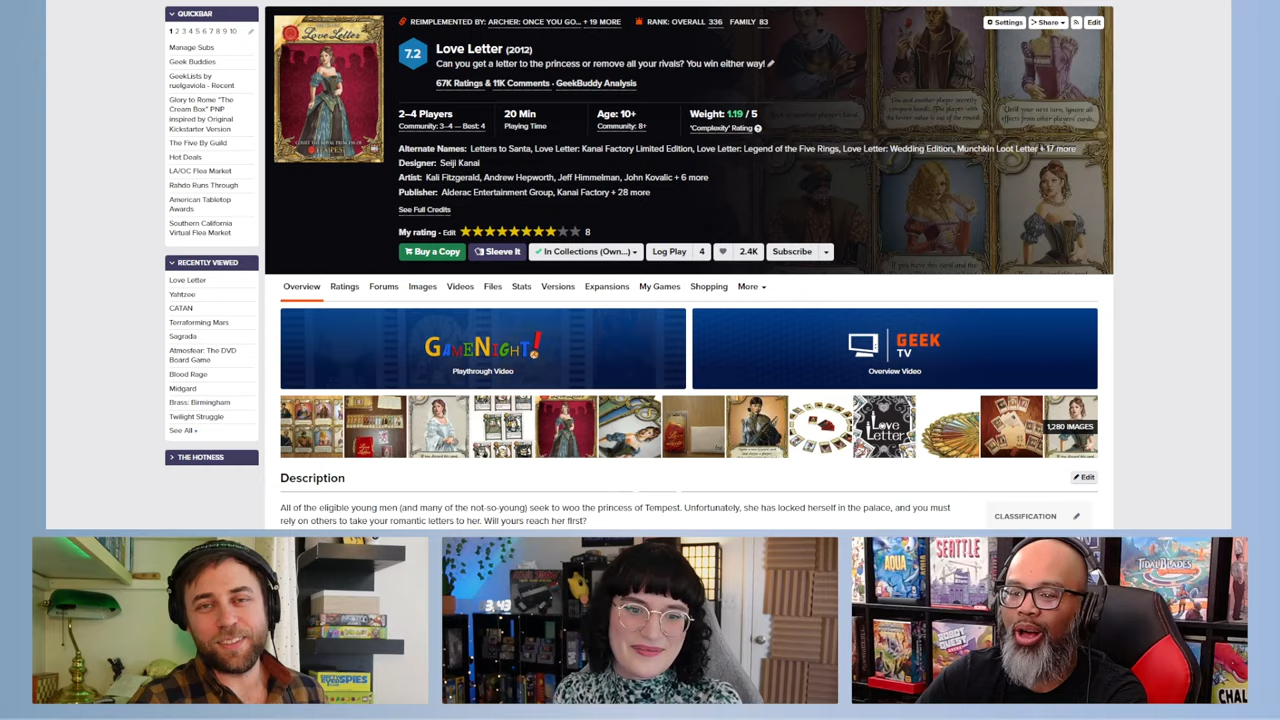 QUICKBAR
1 2 3 4 5 6 7 8 9 10
Manage Subs
Geek Buddies
GeekLists by
ruelgaviola - Recent
Glory to Rome "The
Cream Box" PNP
inspired by Original
Kickstarter Version
The Five By Guild
Hot Deals
LA/OC Flea Market
Rahdo Runs Through
American Tabletop
Awards
Southern California
Virtual Flea Market
RECENTLY VIEWED
Love Letter
Yahtzee
CATAN
Terraforming Mars
Sagrada
Atmosfear: The DVD
Board Game
Blood Rage
Midgard
Brass: Birmingham
Twilight Struggle
See All »
THE HOTNESS
Love Letter
REIMPLEMENTED BY: ARCHER: ONCE YOU GO... + 19 MORE
RANK: OVERALL 336 FAMILY 83
Settings
Share
Edit
7.2
Love Letter (2012)
Can you get a letter to the princess or remove all your rivals? You win either way!
67K Ratings & 11K Comments · GeekBuddy Analysis
2–4 Players
Community: 3–4 — Best: 4
20 Min
Playing Time
Age: 10+
Community: 8+
Weight: 1.19 / 5
'Complexity' Rating
Alternate Names: Letters to Santa, Love Letter: Kanai Factory Limited Edition, Love Letter: Legend of the Five Rings, Love Letter: Wedding Edition, Munchkin Loot Letter + 17 more
Designer: Seiji Kanai
Artist: Kali Fitzgerald, Andrew Hepworth, Jeff Himmelman, John Kovalic + 6 more
Publisher: Alderac Entertainment Group, Kanai Factory + 28 more
See Full Credits
My rating - Edit 8
Buy a Copy
Sleeve It
In Collections (Own...)
Log Play 4
2.4K
Subscribe
Overview Ratings Forums Images Videos Files Stats Versions Expansions My Games Shopping More
GAMENIGHT!
Playthrough Video
GEEK
TV
Overview Video
Love
Letter
1,280 IMAGES
Description
Edit
All of the eligible young men (and many of the not-so-young) seek to woo the princess of Tempest. Unfortunately, she has locked herself in the palace, and you must
rely on others to take your romantic letters to her. Will yours reach her first?
CLASSIFICATION
3:43
SPIES
AQUA
SEATTLE
TIDAL BLADES
ROBOT
QUEST
CHAL